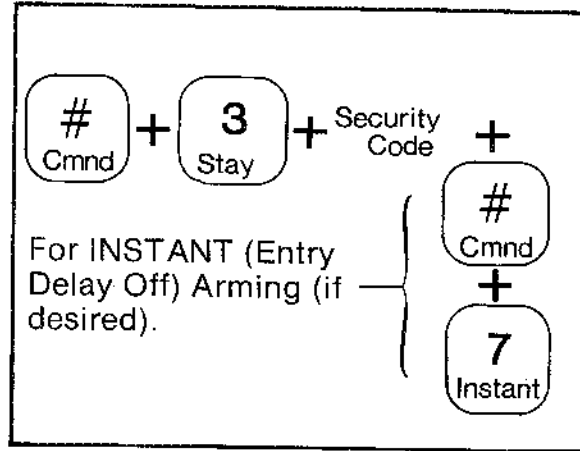 # + 3 + Security +
Cmnd Stay Code
#
Cmnd
For INSTANT (Entry
Delay Off) Arming (if
desired).
+
7
Instant